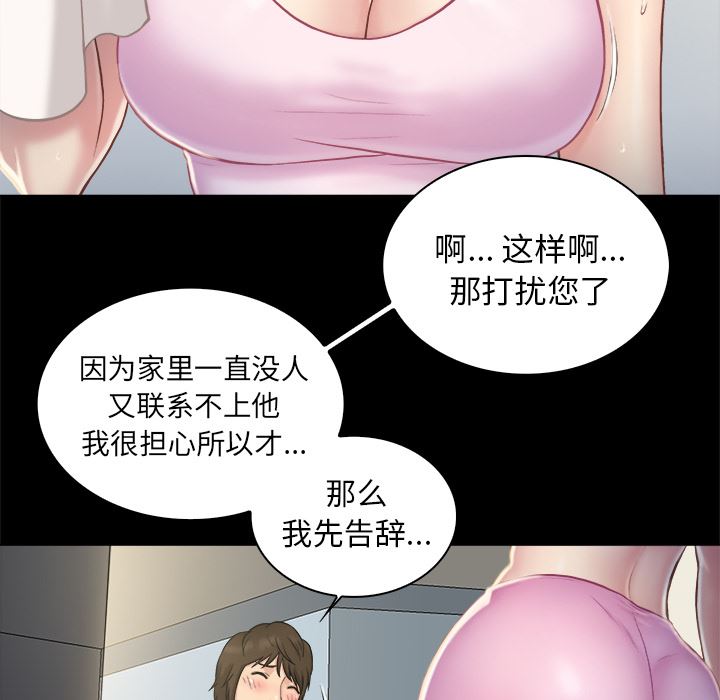 啊... 这样啊...
那打扰您了
因为家里一直没人
又联系不上他
我很担心所以才...
那么
我先告辞...